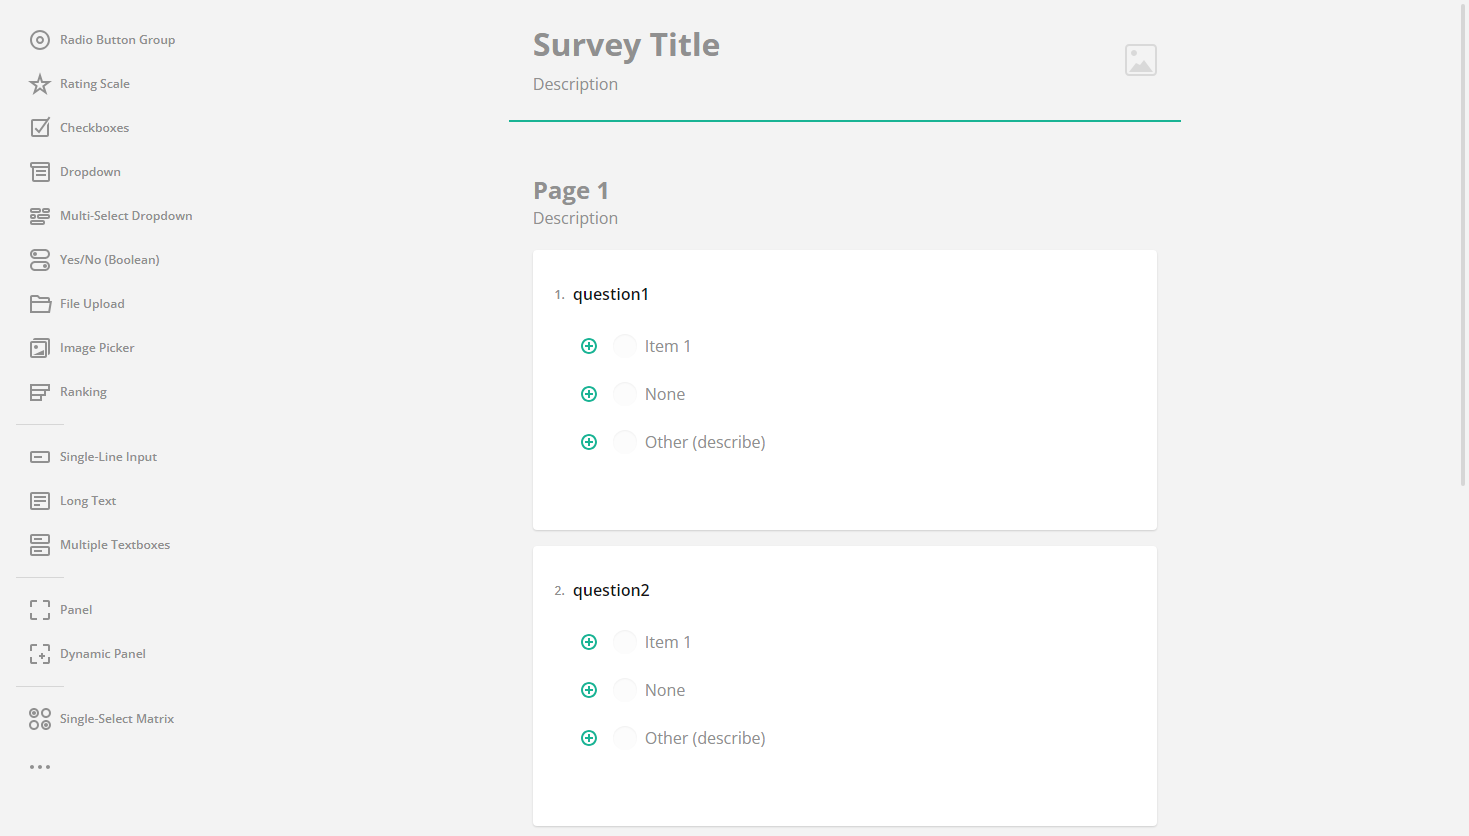 Radio Button Group
Rating Scale
Checkboxes
Dropdown
Multi-Select Dropdown
Yes/No (Boolean)
File Upload
Image Picker
Ranking
Single-Line Input
Long Text
Multiple Textboxes
Panel
Dynamic Panel
Single-Select Matrix
Survey Title
Description
Page 1
Description
1. question1
Item 1
None
Other (describe)
2. question2
Item 1
None
Other (describe)